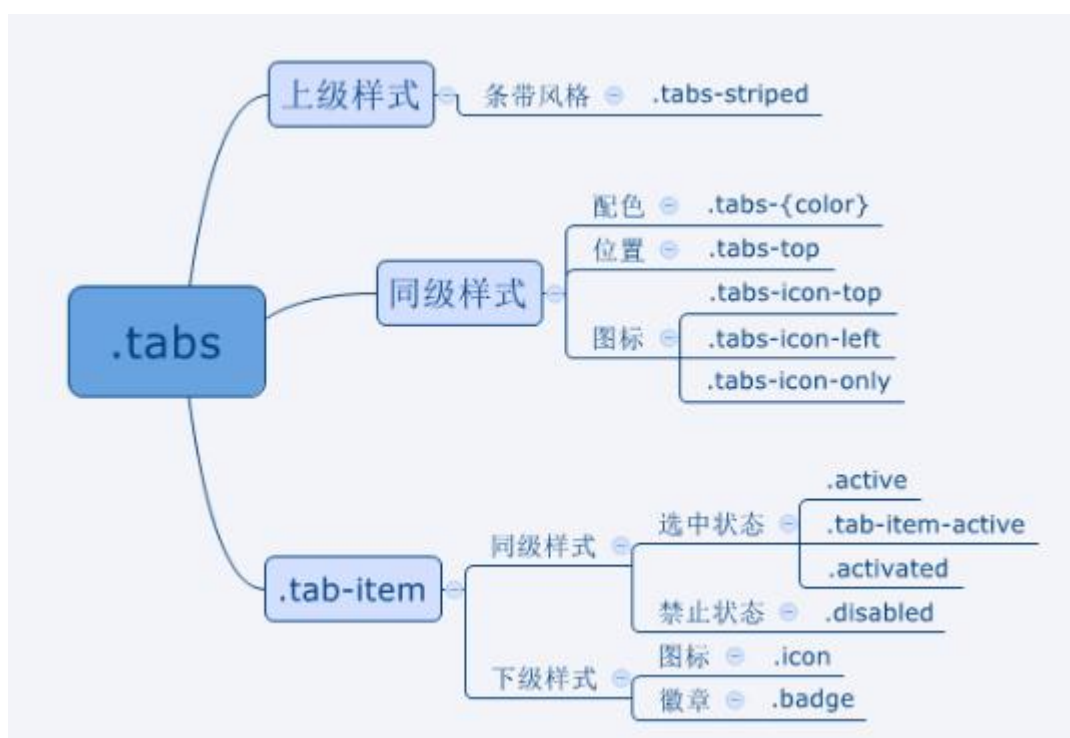 上级样式
条带风格
.tabs-striped
.tabs
同级样式
配色
.tabs-{color}
位置
.tabs-top
图标
.tabs-icon-top
.tabs-icon-left
.tabs-icon-only
.tab-item
同级样式
选中状态
.active
.tab-item-active
.activated
禁止状态
.disabled
下级样式
图标
.icon
徽章
.badge